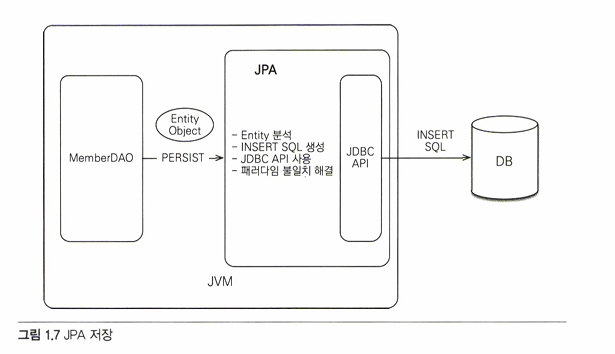 JPA
Entity
Object
MemberDAO
PERSIST
- Entity 분석
- INSERT SQL 생성
- JDBC API 사용
- 패러다임 불일치 해결
JDBC
API
INSERT
SQL
DB
JVM
그림 1.7 JPA 저장